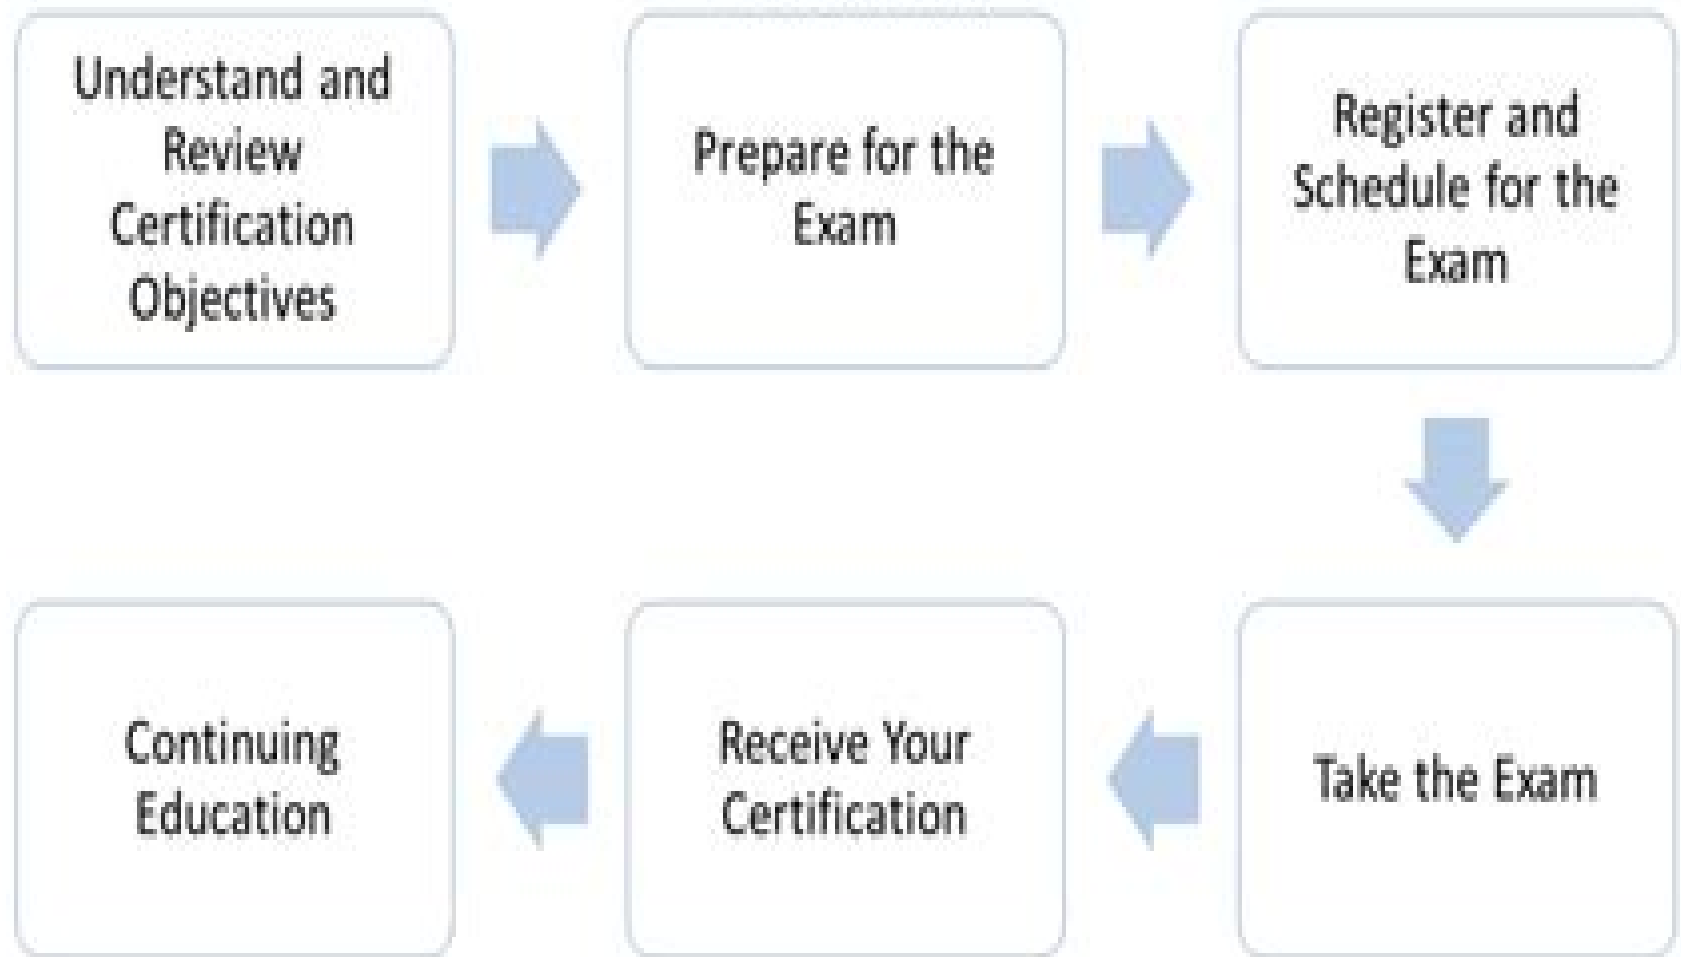 Understand and
Review
Certification
Objectives
Prepare for the
Exam
Register and
Schedule for the
Exam
Take the Exam
Receive Your
Certification
Continuing
Education